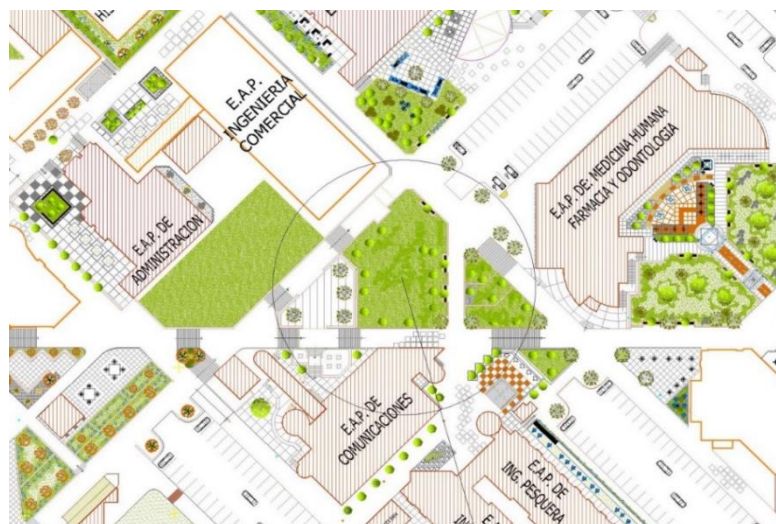 E.A.P.
INGENIERIA
COMERCIAL
E.A.P. DE
ADMINISTRACION
E.A.P. DE: MEDICINA HUMANA
FARMACIA Y ODONTOLOGIA
E.A.P. DE
COMUNICACIONES
E.A.P. DE
ING. PESQUERA